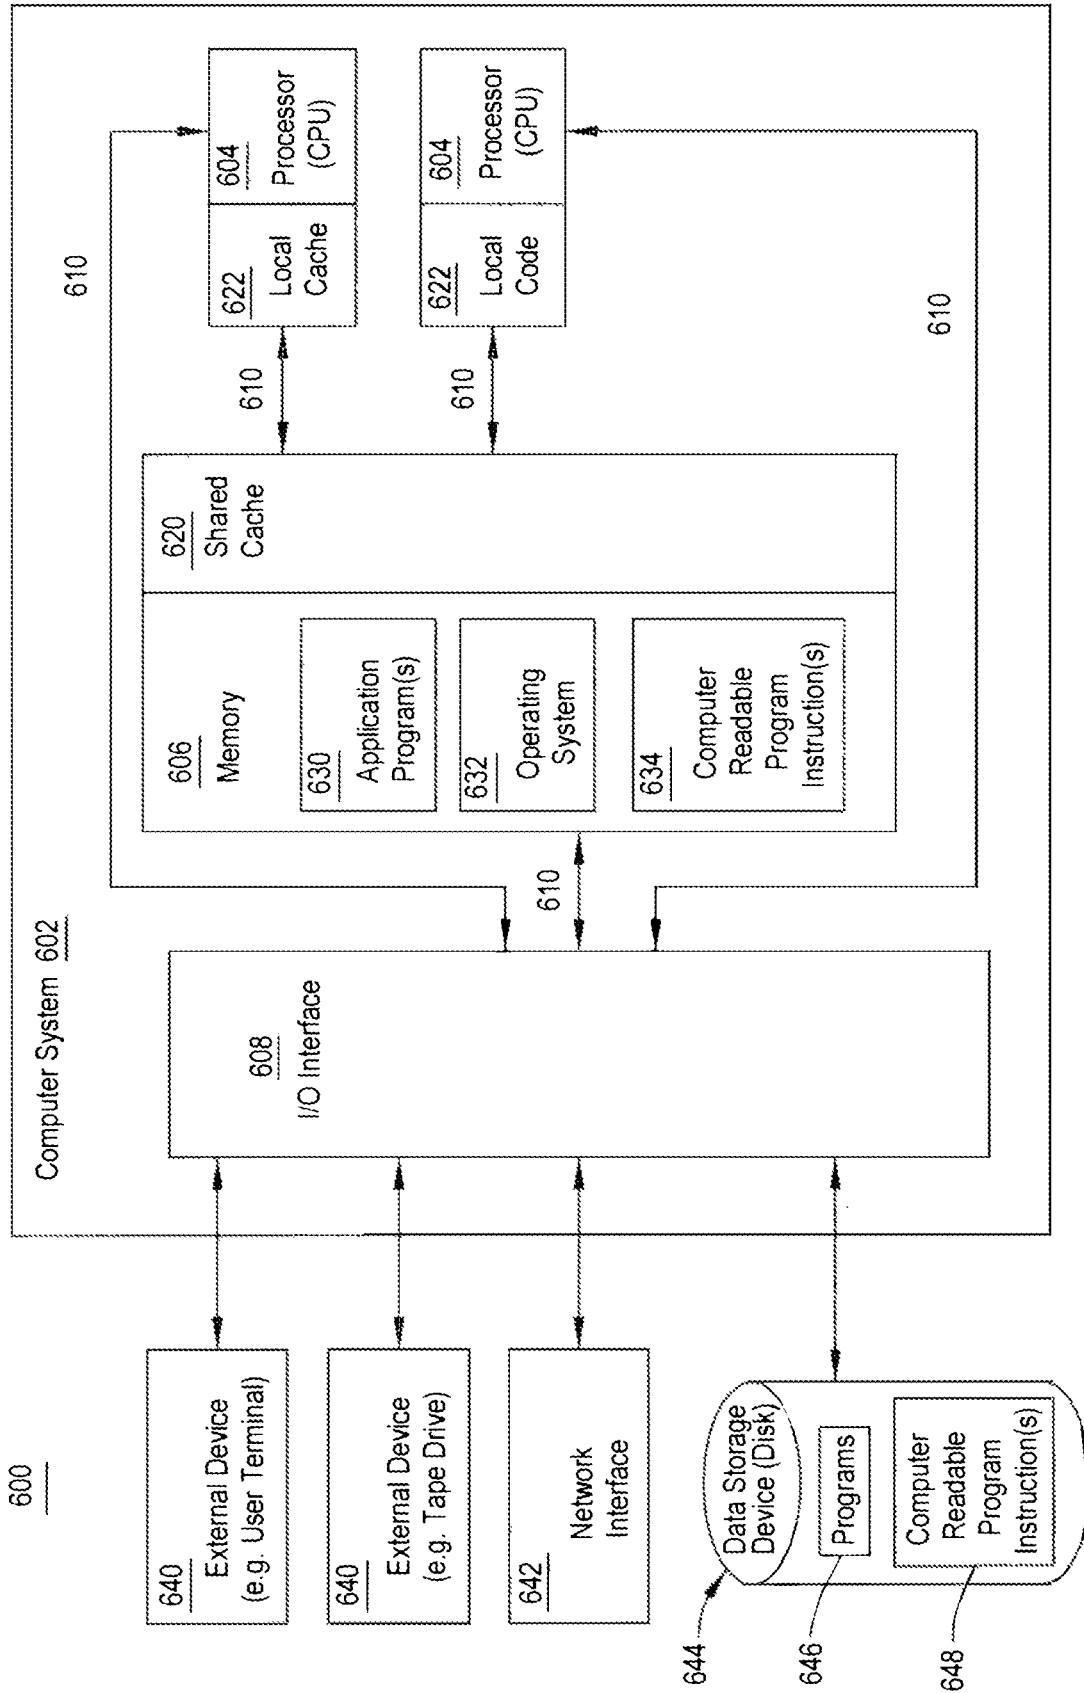 600
Computer System 602
640
External Device
(e.g. User Terminal)
640
External Device
(e.g. Tape Drive)
642
Network
Interface
644
Data Storage
Device (Disk)
646
Programs
648
Computer
Readable
Program
Instruction(s)
608
I/O Interface
610
606
Memory
630
Application
Program(s)
632
Operating
System
634
Computer
Readable
Program
Instruction(s)
620
Shared
Cache
610
610
610
622
Local
Cache
604
Processor
(CPU)
622
Local
Code
604
Processor
(CPU)
610